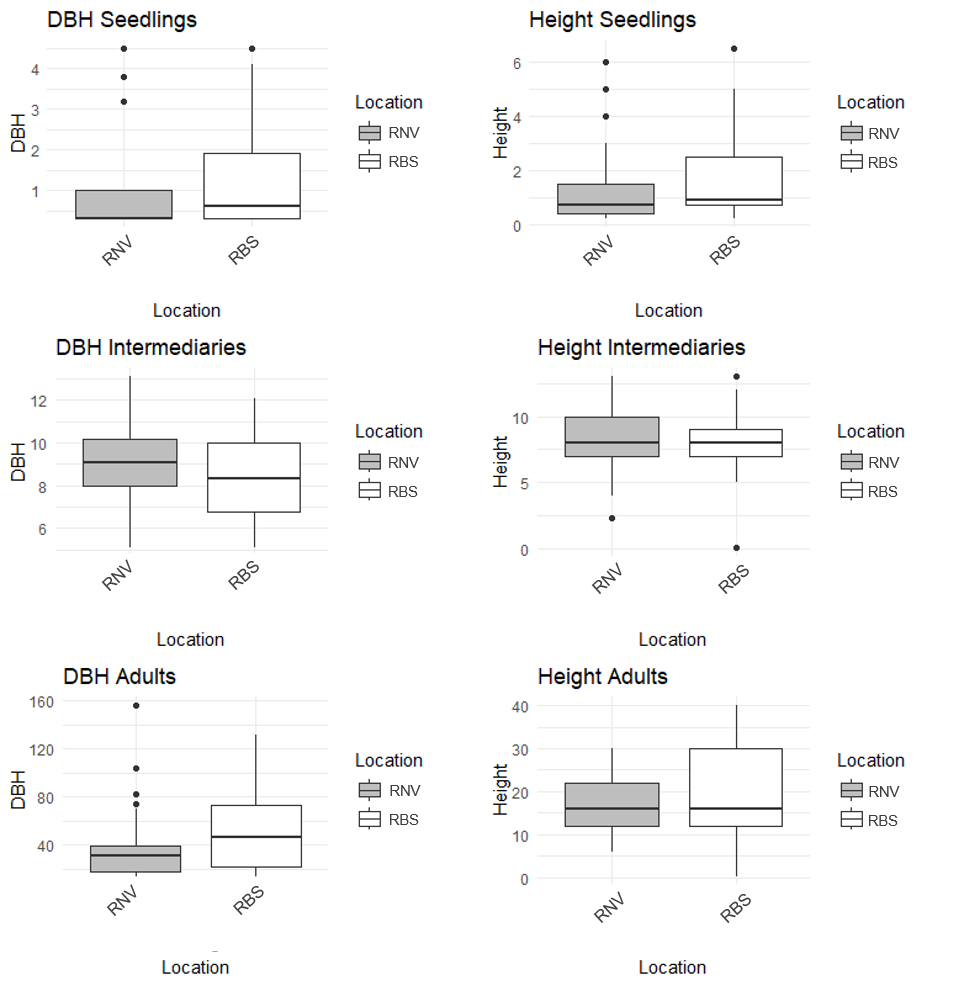 DBH Seedlings
DBH
4
3
2
1
RNV
RBS
Location
Location
RNV
RBS
Height Seedlings
Height
6
4
2
0
RNV
RBS
Location
Location
RNV
RBS
DBH Intermediaries
DBH
12
10
8
6
RNV
RBS
Location
Location
RNV
RBS
Height Intermediaries
Height
10
5
0
RNV
RBS
Location
Location
RNV
RBS
DBH Adults
DBH
160
120
80
40
RNV
RBS
Location
Location
RNV
RBS
Height Adults
Height
40
30
20
10
0
RNV
RBS
Location
Location
RNV
RBS